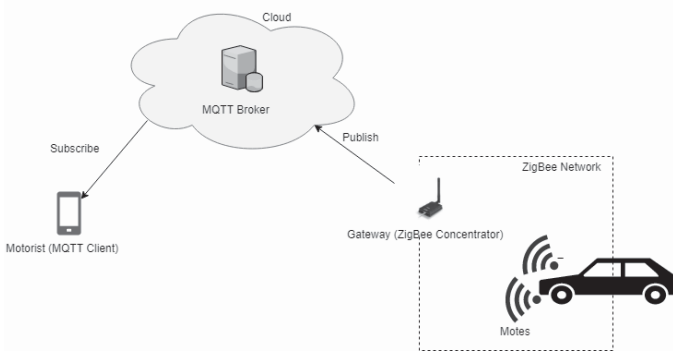 Cloud
MQTT Broker
Publish
Subscribe
ZigBee Network
Motorist (MQTT Client)
Gateway (ZigBee Concentrator)
Motes